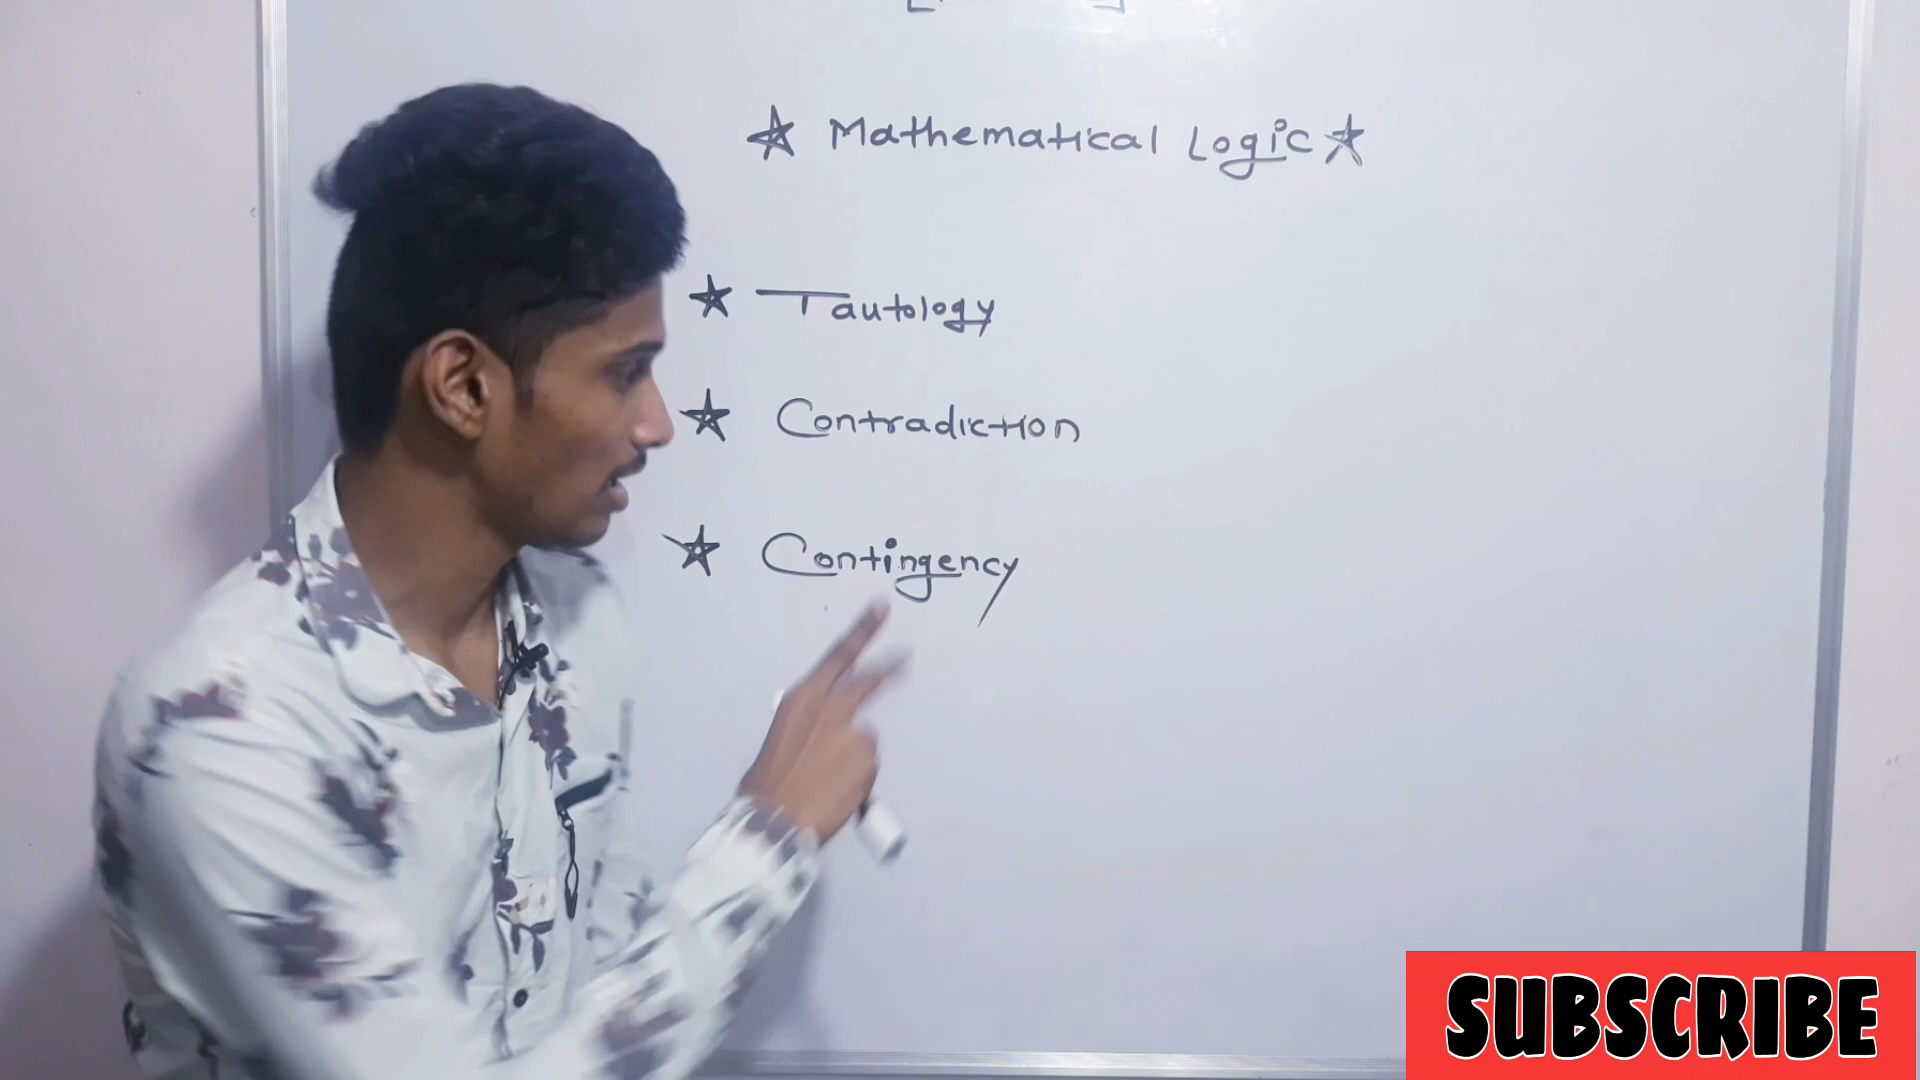 ☆ Mathematical Logic ☆
☆ Tautology
☆ Contradiction
☆ Contingency
SUBSCRIBE